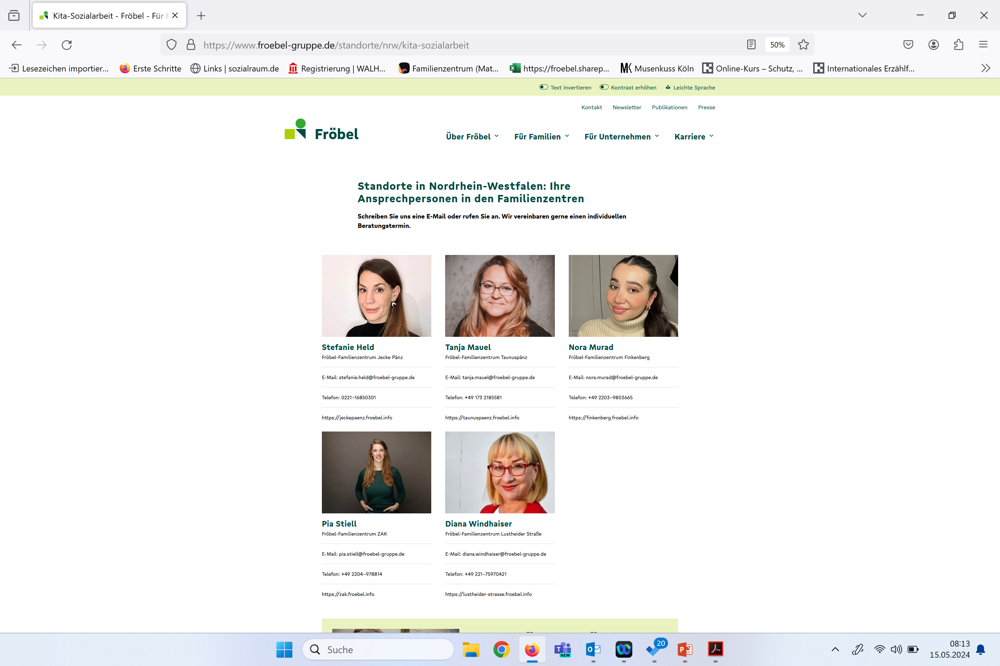 Kita-Sozialarbeit - Fröbel - Für K
https://www.froebel-gruppe.de/standorte/nrw/kita-sozialarbeit
50%
Lesezeichen importier...
Erste Schritte
Links | sozialraum.de
Registrierung | WALH...
Familienzentrum (Mat...
https://froebel.sharep...
Musenkuss Köln
Online-Kurs – Schutz, ...
Internationales Erzählf...
Text invertieren
Kontrast erhöhen
Leichte Sprache
Kontakt
Newsletter
Publikationen
Presse
Fröbel
Über Fröbel
Für Familien
Für Unternehmen
Karriere
Standorte in Nordrhein-Westfalen: Ihre
Ansprechpersonen in den Familienzentren
Schreiben Sie uns eine E-Mail oder rufen Sie an. Wir vereinbaren gerne einen individuellen
Beratungstermin.
Stefanie Held
Fröbel-Familienzentrum Jecke Pänz
E-Mail: stefanie.held@froebel-gruppe.de
Telefon: 0221–16850301
https://jeckepaenz.froebel.info
Tanja Mauel
Fröbel-Familienzentrum Taunuspänz
E-Mail: tanja.mauel@froebel-gruppe.de
Telefon: +49 173 2185581
https://taunuspaenz.froebel.info
Nora Murad
Fröbel-Familienzentrum Finkenberg
E-Mail: nora.murad@froebel-gruppe.de
Telefon: +49 2203–9803665
https://finkenberg.froebel.info
Pia Stiell
Fröbel-Familienzentrum ZAK
E-Mail: pia.stiell@froebel-gruppe.de
Telefon: +49 2204–978814
https://zak.froebel.info
Diana Windhaiser
Fröbel-Familienzentrum Lustheider Straße
E-Mail: diana.windhaiser@froebel-gruppe.de
Telefon: +49 221–75970421
https://lustheider-strasse.froebel.info
Suche
NEW
20
08:13
15.05.2024